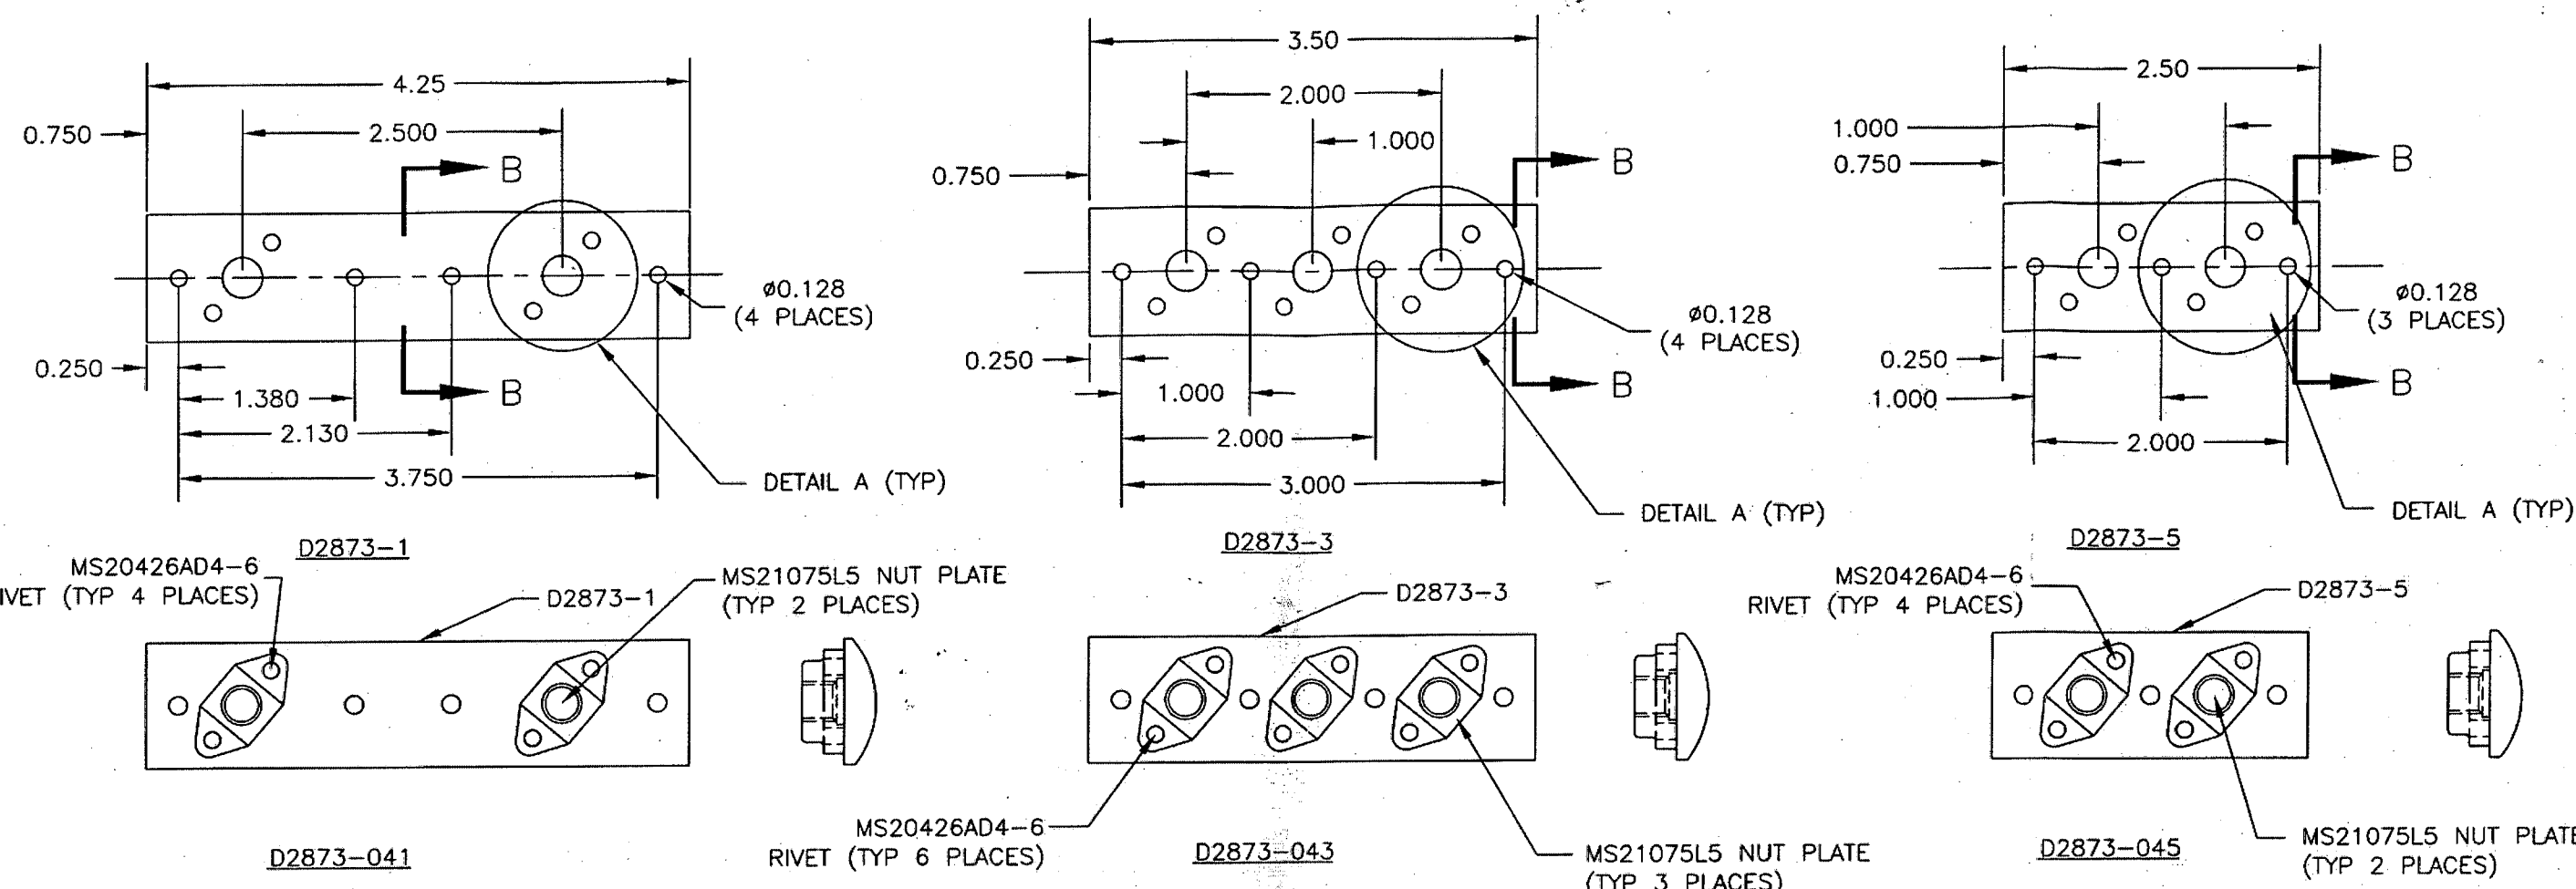 4.25
2.500
0.750
B
ø0.128
(4 PLACES)
0.250
1.380
B
2.130
3.750
DETAIL A (TYP)
D2873-1
3.50
2.000
1.000
0.750
B
ø0.128
(4 PLACES)
0.250
1.000
B
2.000
3.000
DETAIL A (TYP)
D2873-3
2.50
1.000
0.750
B
ø0.128
(3 PLACES)
0.250
1.000
B
2.000
DETAIL A (TYP)
D2873-5
MS20426AD4-6
IVET (TYP 4 PLACES)
D2873-1
MS21075L5 NUT PLATE
(TYP 2 PLACES)
D2873-041
D2873-3
MS20426AD4-6
RIVET (TYP 6 PLACES)
D2873-043
MS21075L5 NUT PLATE
(TYP 3 PLACES)
MS20426AD4-6
RIVET (TYP 4 PLACES)
D2873-5
D2873-045
MS21075L5 NUT PLATE
(TYP 2 PLACES)